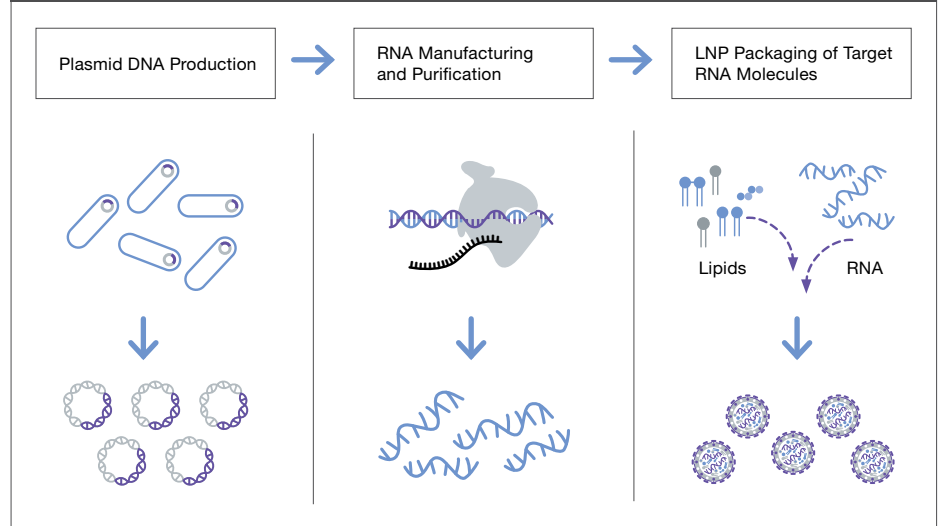 Plasmid DNA Production
RNA Manufacturing
and Purification
LNP Packaging of Target
RNA Molecules
Lipids
RNA